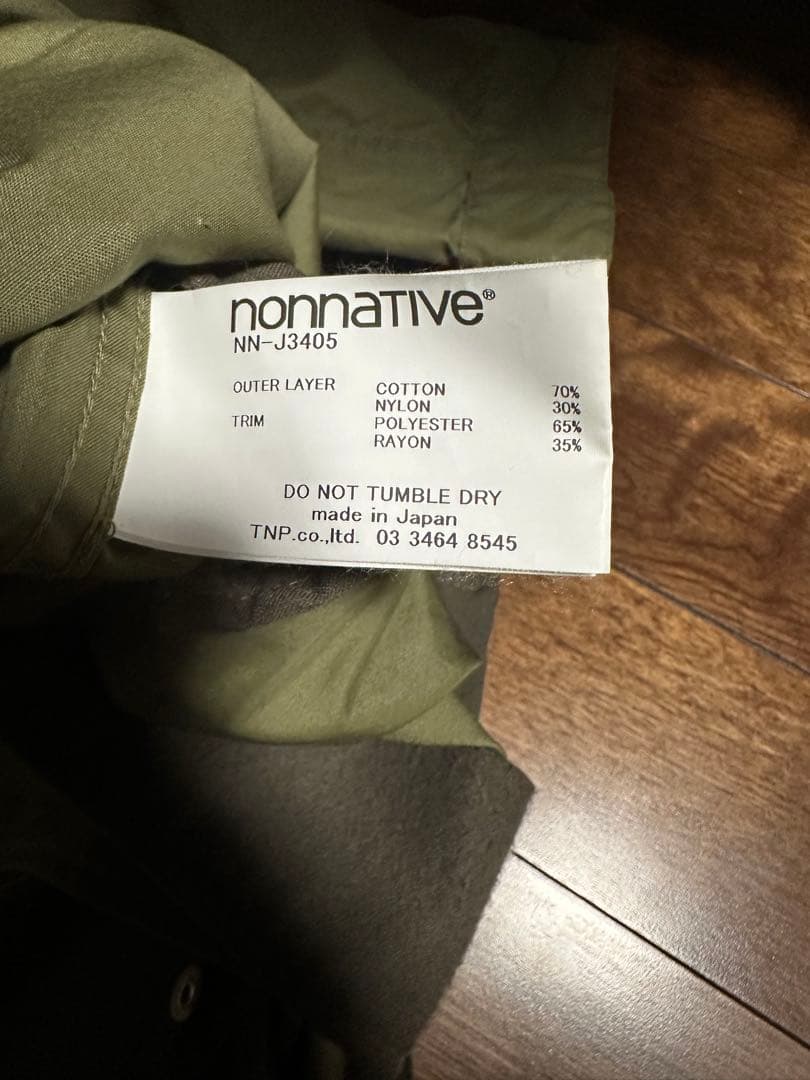 nonnative®
NN-J3405
OUTER LAYER COTTON 70%
NYLON 30%
TRIM POLYESTER 65%
RAYON 35%
DO NOT TUMBLE DRY
made in Japan
TNP.co.,ltd. 03 3464 8545